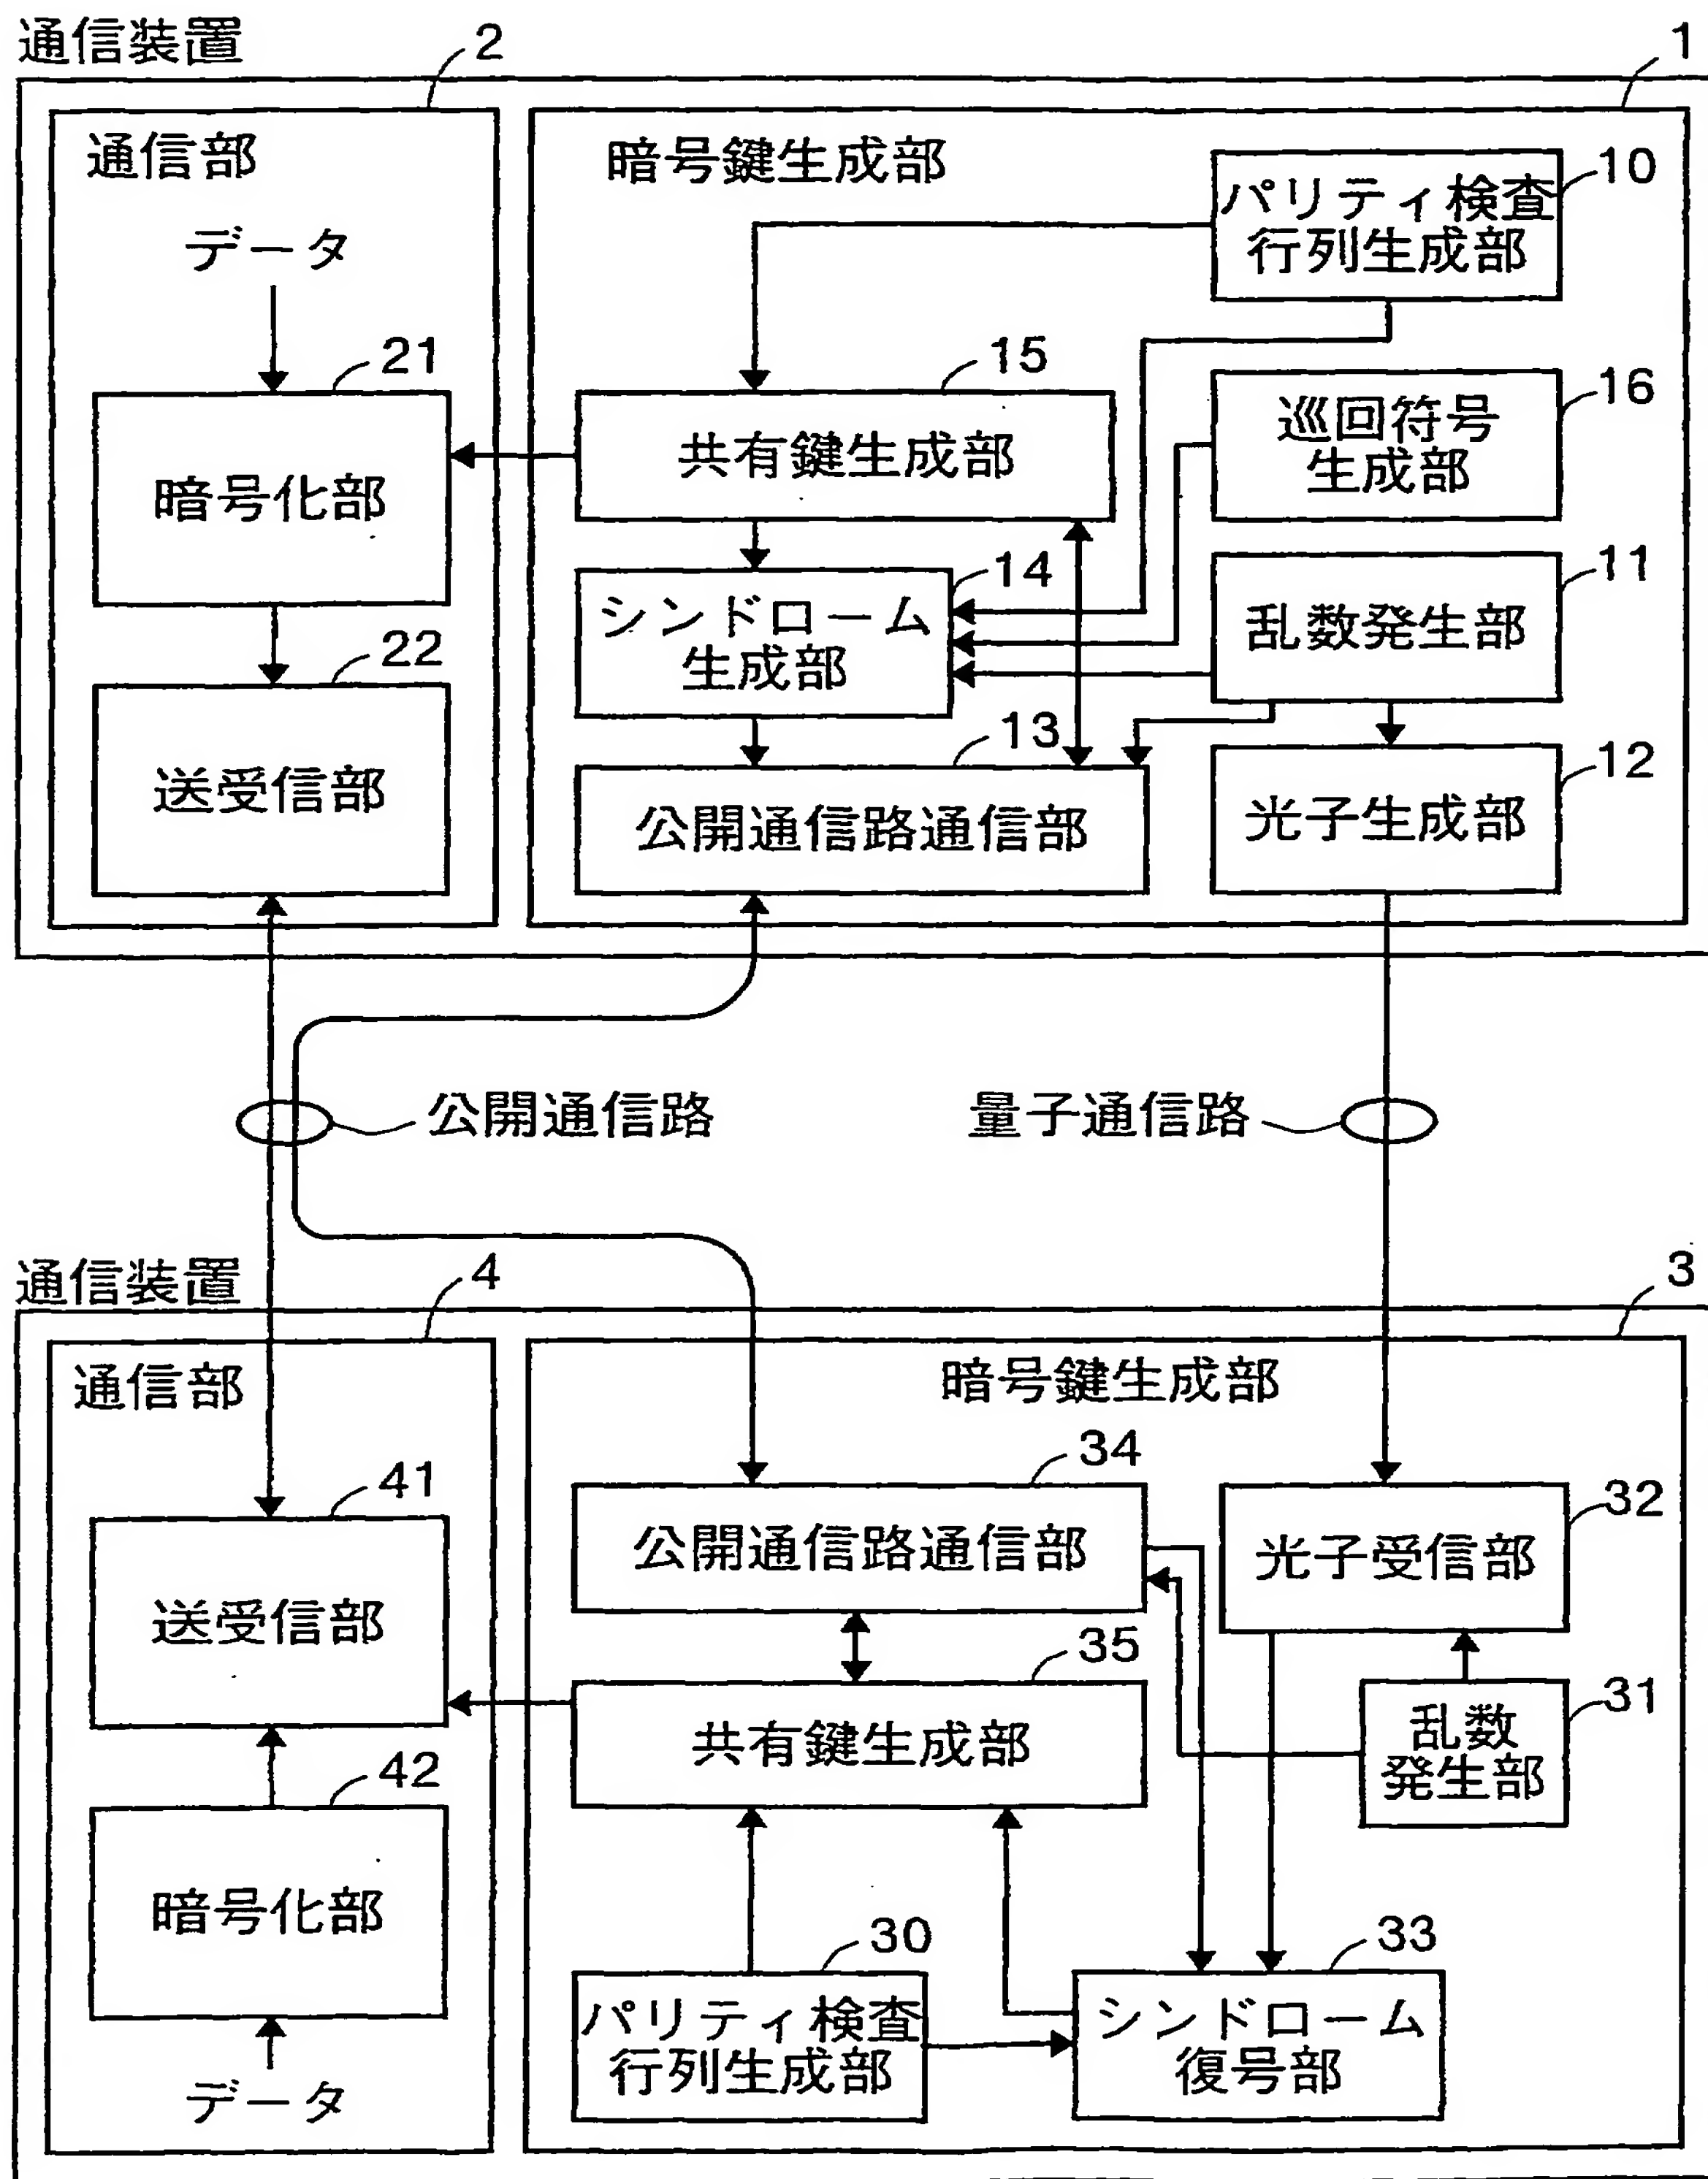 通信装置
2
1
通信部
暗号鍵生成部
データ
10
パリティ検査
行列生成部
21
暗号化部
15
共有鍵生成部
16
巡回符号
生成部
14
シンドローム
生成部
11
乱数発生部
22
送受信部
13
公開通信路通信部
12
光子生成部
公開通信路
量子通信路
通信装置
4
3
通信部
暗号鍵生成部
41
送受信部
34
公開通信路通信部
32
光子受信部
35
共有鍵生成部
31
乱数
発生部
42
暗号化部
データ
30
パリティ検査
行列生成部
33
シンドローム
復号部